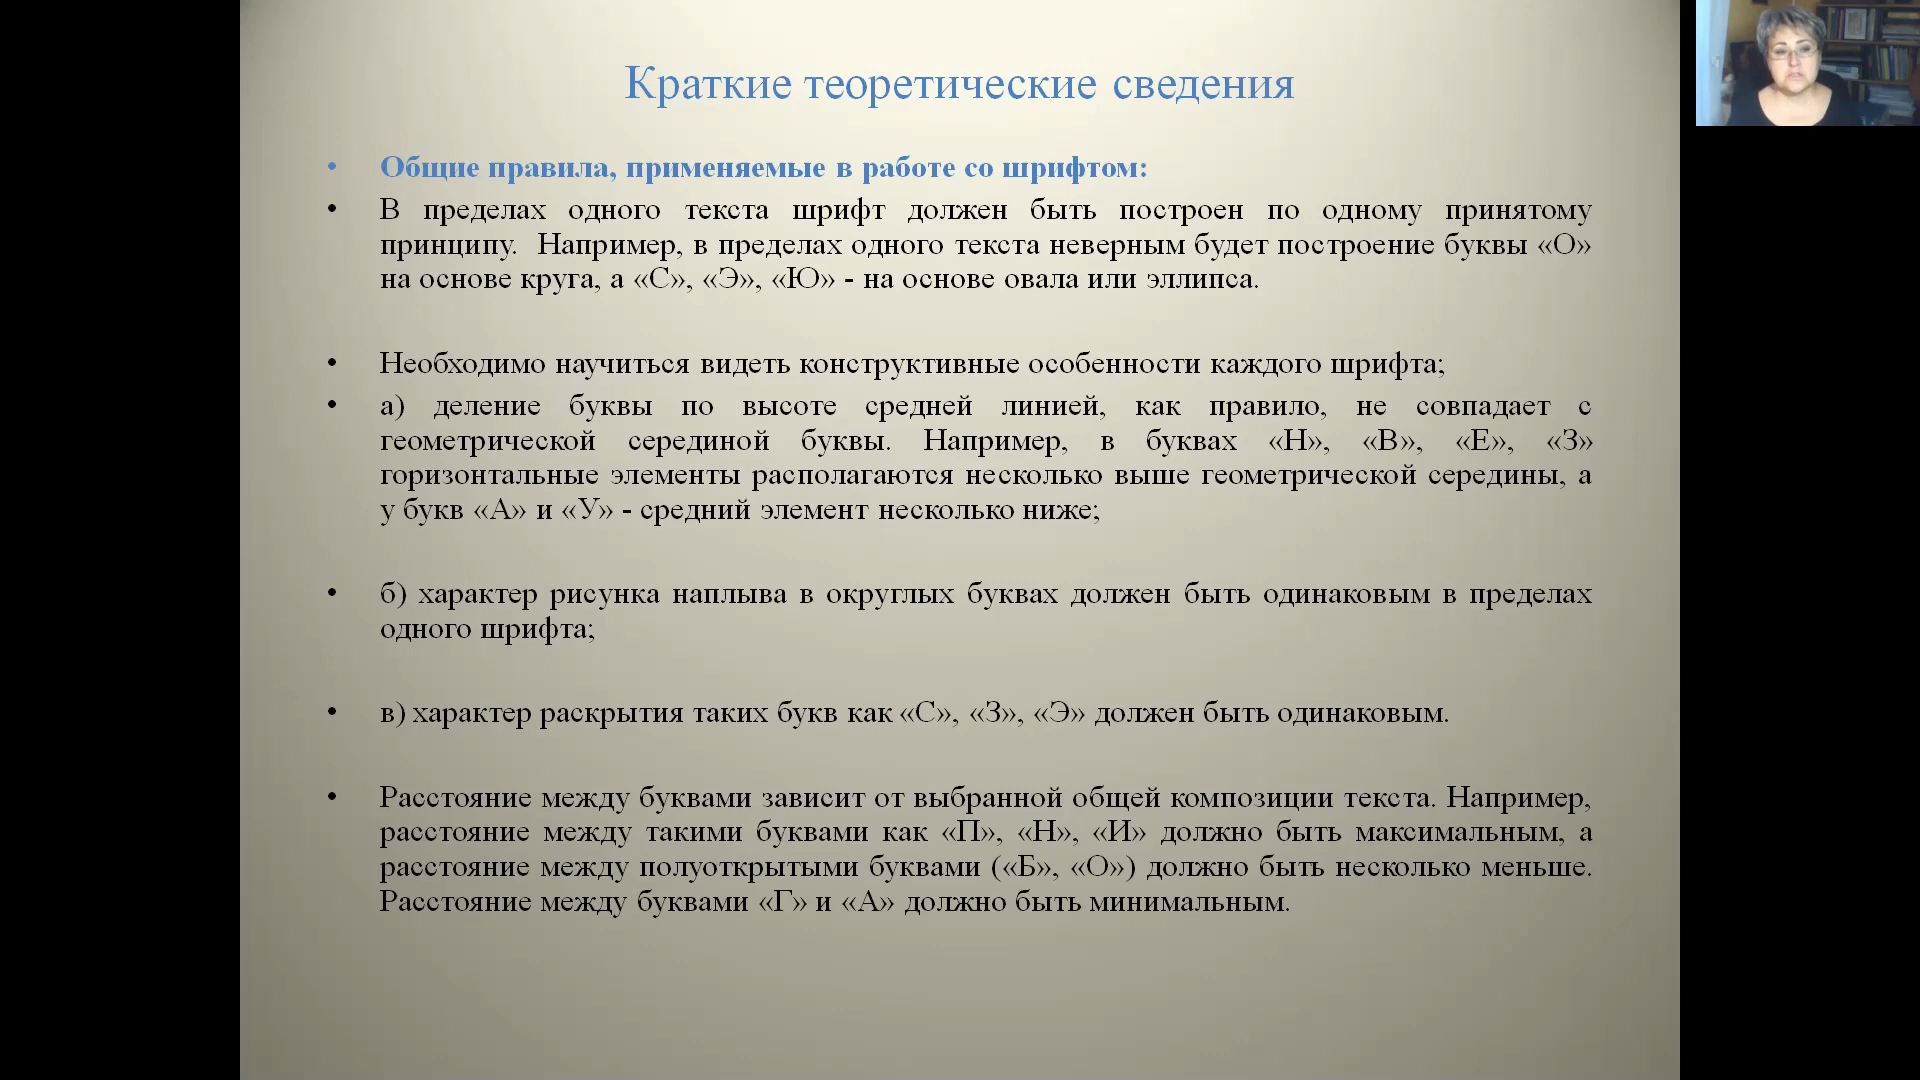 Краткие теоретические сведения
• Общие правила, применяемые в работе со шрифтом:
• В пределах одного текста шрифт должен быть построен по одному принятому
принципу. Например, в пределах одного текста неверным будет построение буквы «О»
на основе круга, а «С», «Э», «Ю» - на основе овала или эллипса.
• Необходимо научиться видеть конструктивные особенности каждого шрифта;
• а) деление буквы по высоте средней линией, как правило, не совпадает с
геометрической серединой буквы. Например, в буквах «Н», «В», «Е», «З»
горизонтальные элементы располагаются несколько выше геометрической середины, а
у букв «А» и «У» - средний элемент несколько ниже;
• б) характер рисунка наплыва в округлых буквах должен быть одинаковым в пределах
одного шрифта;
• в) характер раскрытия таких букв как «С», «З», «Э» должен быть одинаковым.
• Расстояние между буквами зависит от выбранной общей композиции текста. Например,
расстояние между такими буквами как «П», «Н», «И» должно быть максимальным, а
расстояние между полуоткрытыми буквами («Б», «О») должно быть несколько меньше.
Расстояние между буквами «Г» и «А» должно быть минимальным.